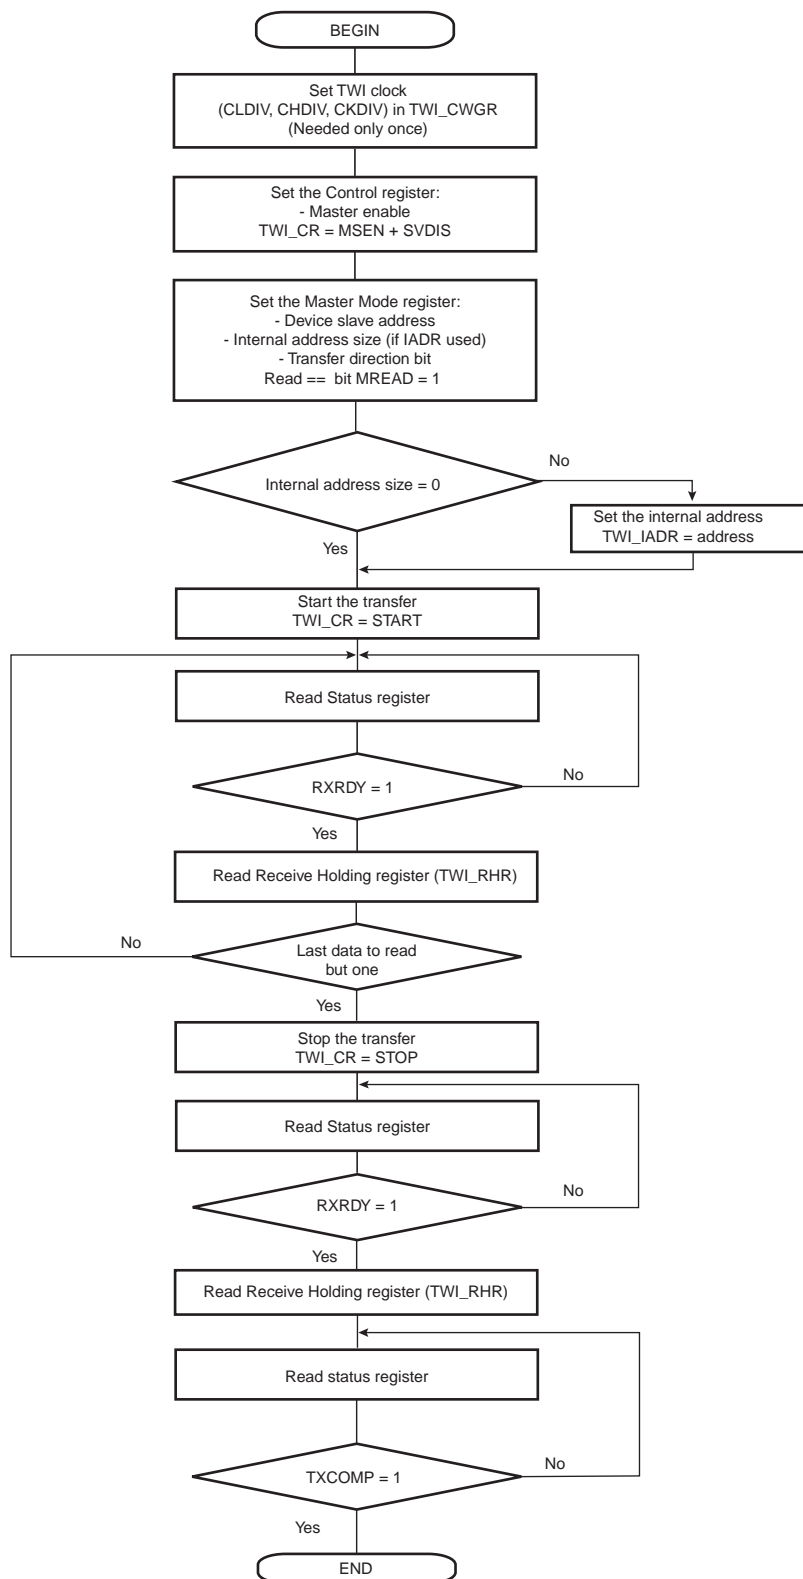 BEGIN
Set TWI clock
(CLDIV, CHDIV, CKDIV) in TWI_CWGR
(Needed only once)
Set the Control register:
- Master enable
TWI_CR = MSEN + SVDIS
Set the Master Mode register:
- Device slave address
- Internal address size (if IADR used)
- Transfer direction bit
Read == bit MREAD = 1
Internal address size = 0
No
Set the internal address
TWI_IADR = address
Yes
Start the transfer
TWI_CR = START
Read Status register
RXRDY = 1
No
Yes
Read Receive Holding register (TWI_RHR)
No
Last data to read
but one
Yes
Stop the transfer
TWI_CR = STOP
Read Status register
RXRDY = 1
No
Yes
Read Receive Holding register (TWI_RHR)
Read status register
TXCOMP = 1
No
Yes
END